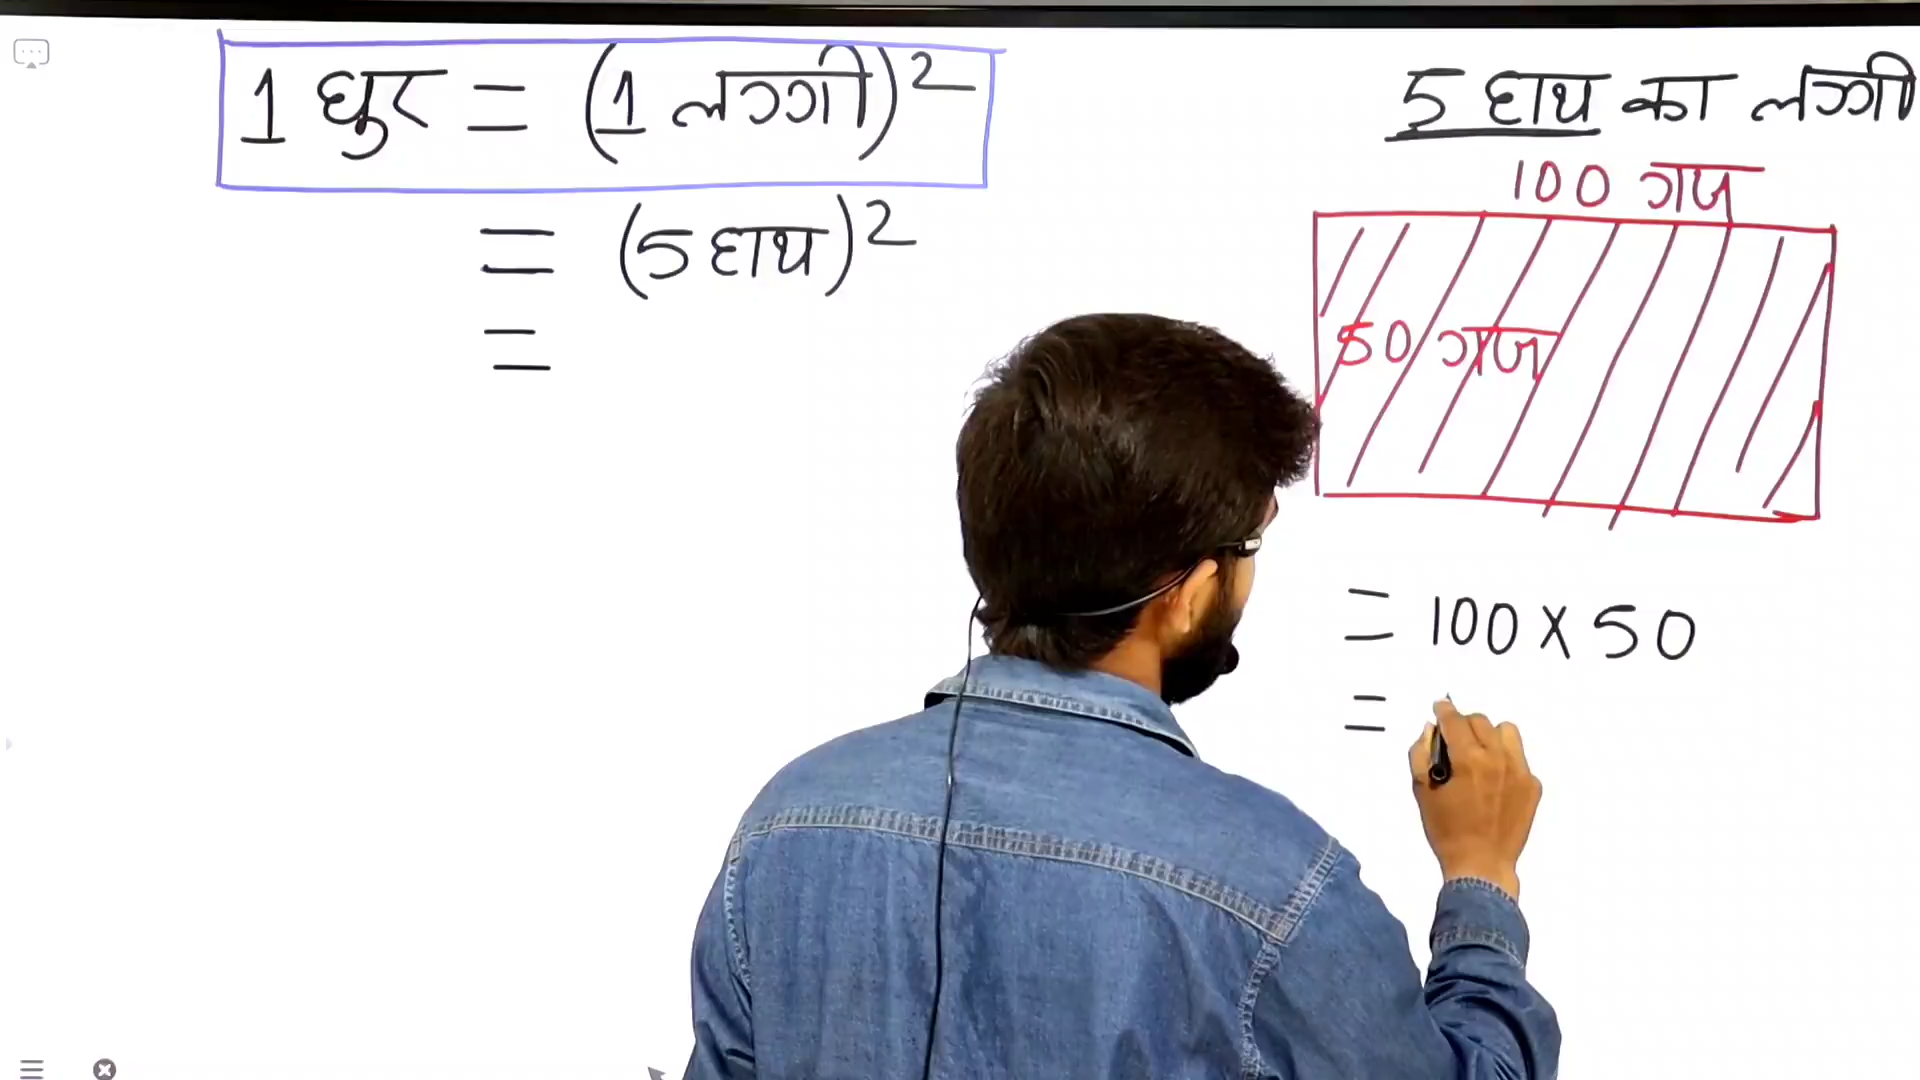 1 धुर = (1 लग्गी)²
= (5 हाथ)²
=
5 हाथ का लग्गी
100 गज
50 गज
= 100 x 50
=